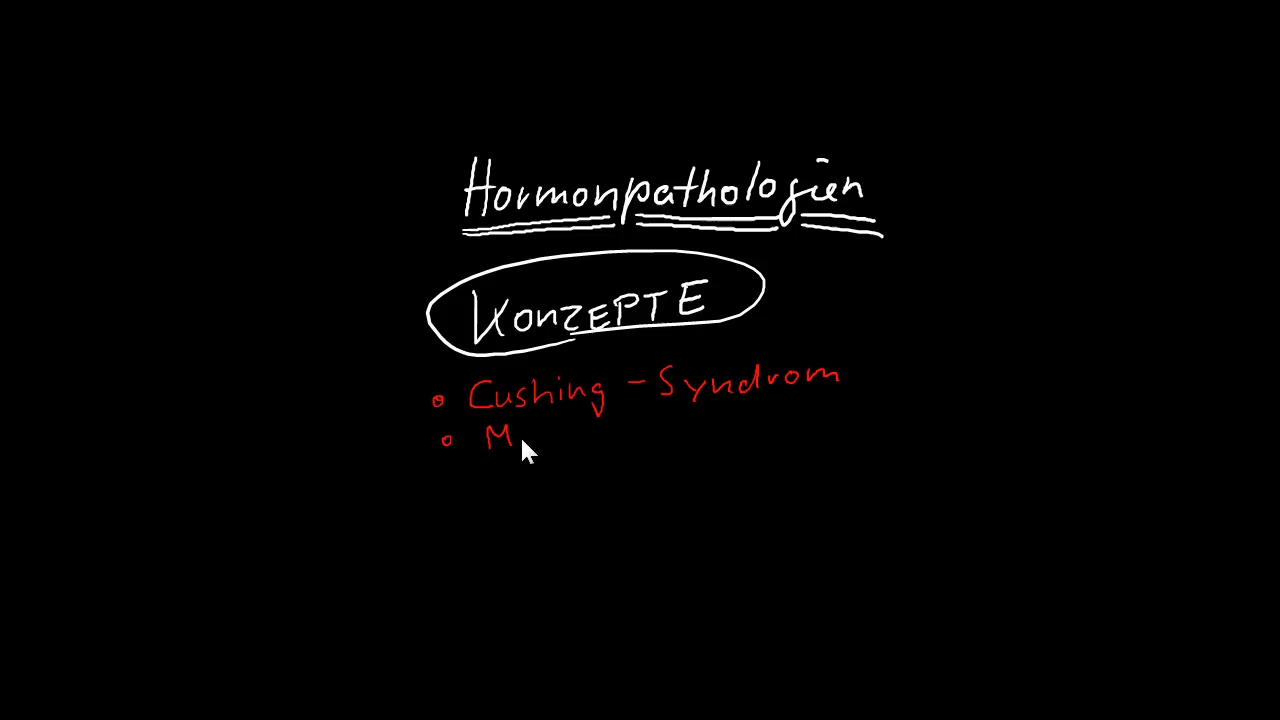 Hormonpathologien
KONZEPTE
• Cushing - Syndrom
• M